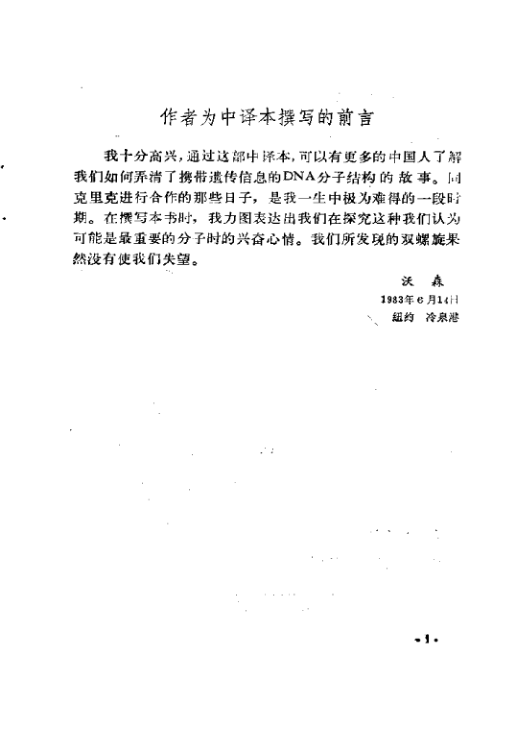 作者为中译本撰写的前言
我十分高兴，通过这部中译本，可以有更多的中国人了解
我们如何弄清了携带遗传信息的DNA分子结构的故事。同
克里克进行合作的那些日子，是我一生中极为难得的一段时
期。在撰写本书时，我力图表达出我们在探究这种我们认为
可能是最重要的分子时的兴奋心情。我们所发现的双螺旋果
然没有使我们失望。
沃 森
1983年6月14日
纽约 冷泉港
·1·